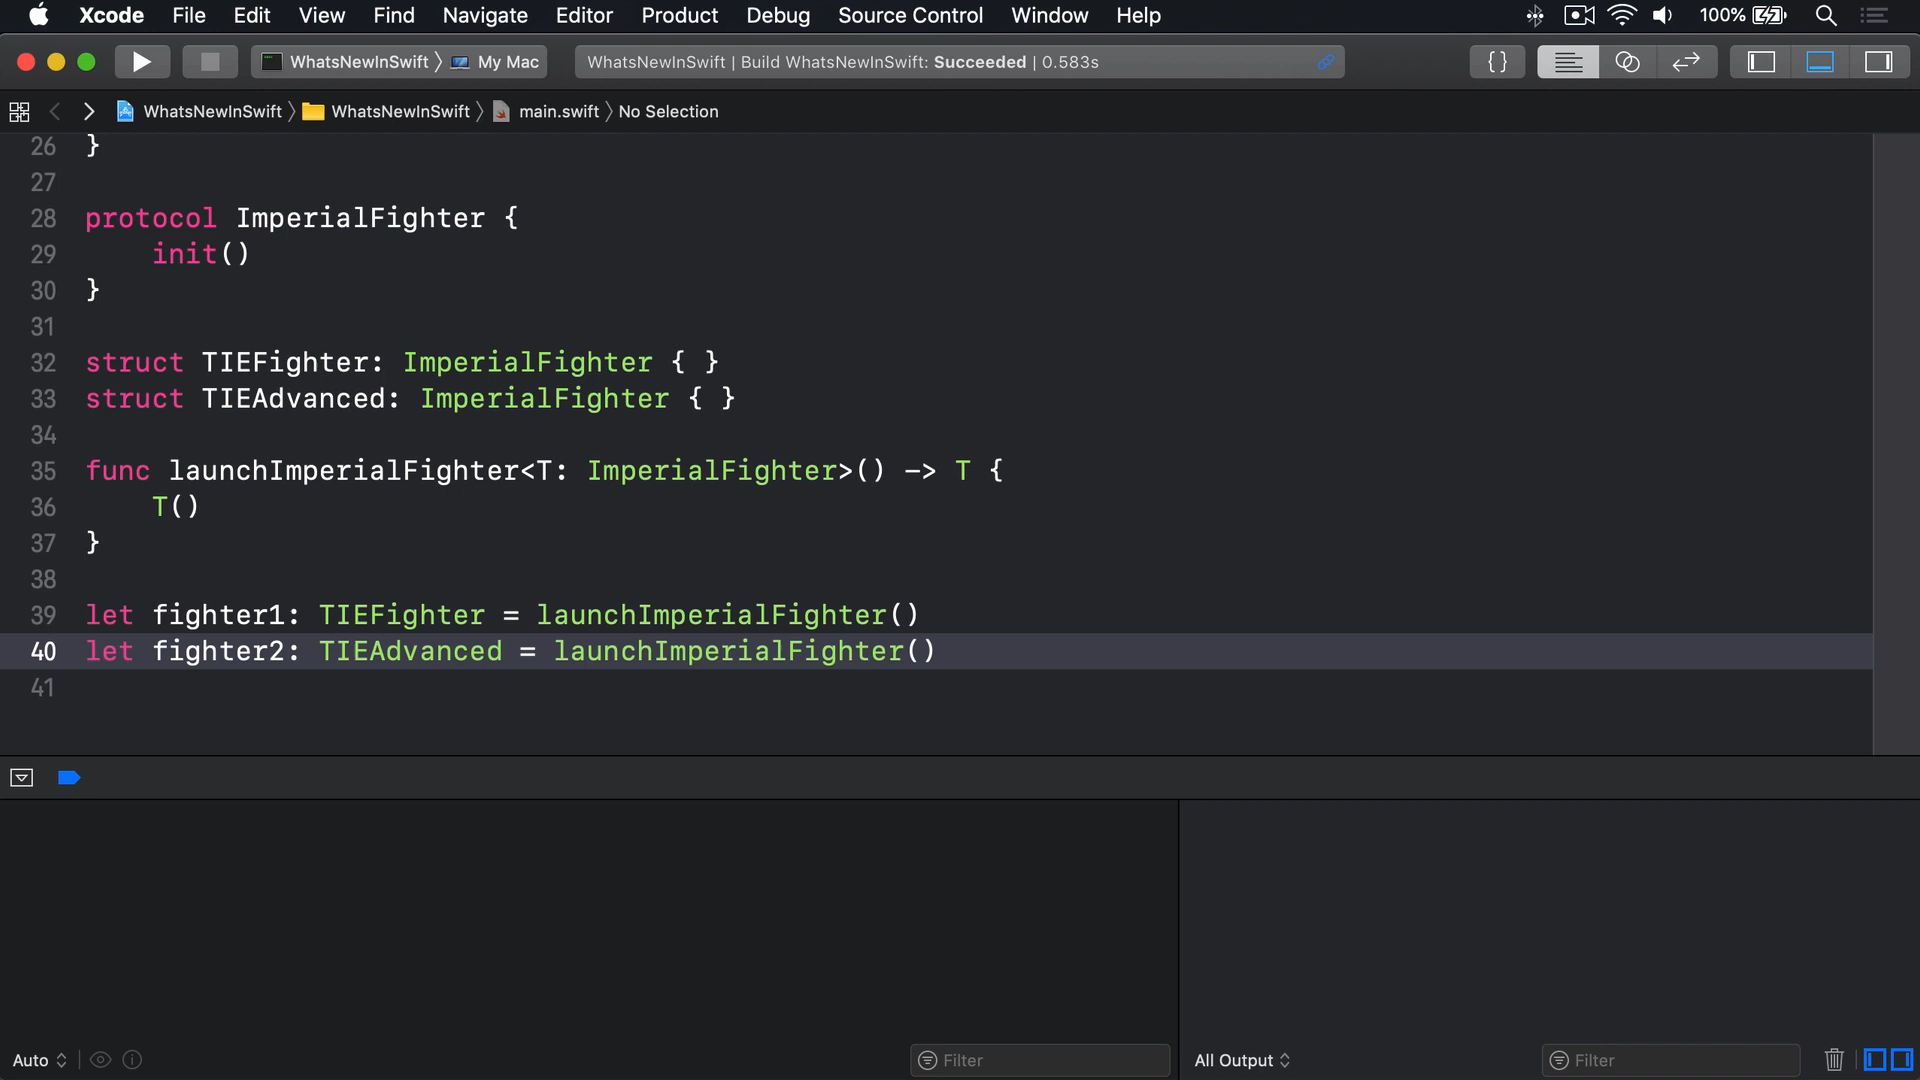 Xcode File Edit View Find Navigate Editor Product Debug Source Control Window Help 100%
WhatsNewInSwift 〉 My Mac WhatsNewInSwift | Build WhatsNewInSwift: Succeeded | 0.583s {}
WhatsNewInSwift 〉 WhatsNewInSwift 〉 main.swift 〉 No Selection
26 }
27
28 protocol ImperialFighter {
29     init()
30 }
31
32 struct TIEFighter: ImperialFighter { }
33 struct TIEAdvanced: ImperialFighter { }
34
35 func launchImperialFighter<T: ImperialFighter>() -> T {
36     T()
37 }
38
39 let fighter1: TIEFighter = launchImperialFighter()
40 let fighter2: TIEAdvanced = launchImperialFighter()
41
Auto Filter All Output Filter